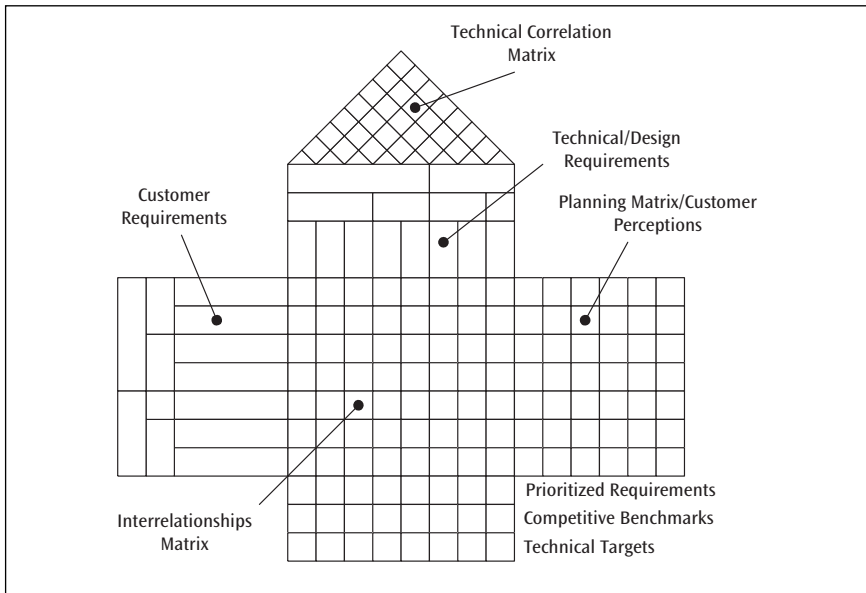 Technical Correlation
Matrix
Technical/Design
Requirements
Customer
Requirements
Planning Matrix/Customer
Perceptions
Interrelationships
Matrix
Prioritized Requirements
Competitive Benchmarks
Technical Targets